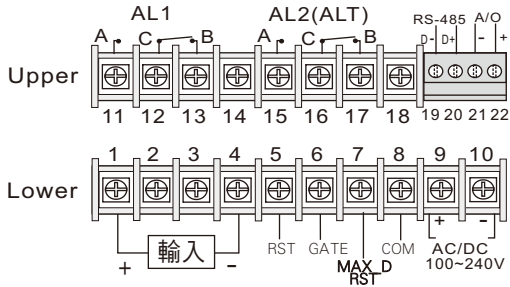 AL1 AL2(ALT) RS-485 A/O
A C B A C B D- D+ - +
Upper
11 12 13 14 15 16 17 18 19 20 21 22
1 2 3 4 5 6 7 8 9 10
Lower
+ 輸入 - RST GATE MAX_D RST COM + - AC/DC
100~240V